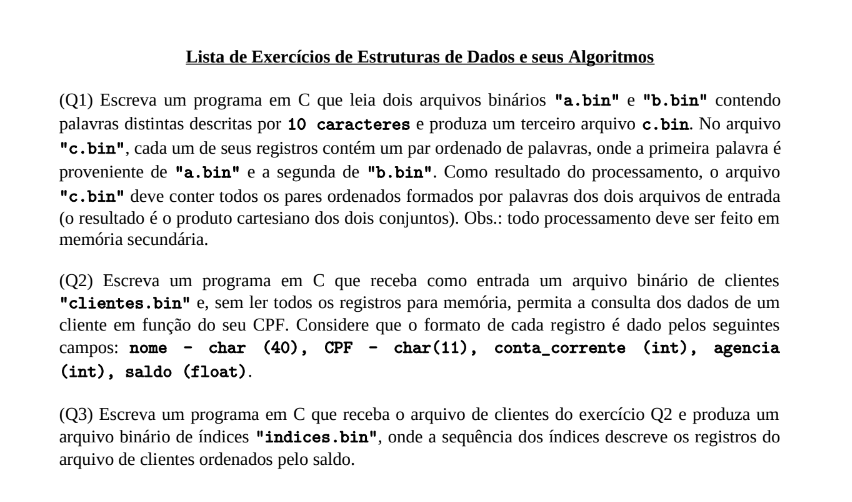 Lista de Exercícios de Estruturas de Dados e seus Algoritmos
(Q1) Escreva um programa em C que leia dois arquivos binários "a.bin" e "b.bin" contendo
palavras distintas descritas por 10 caracteres e produza um terceiro arquivo c.bin. No arquivo
"c.bin", cada um de seus registros contém um par ordenado de palavras, onde a primeira palavra é
proveniente de "a.bin" e a segunda de "b.bin". Como resultado do processamento, o arquivo
"c.bin" deve conter todos os pares ordenados formados por palavras dos dois arquivos de entrada
(o resultado é o produto cartesiano dos dois conjuntos). Obs.: todo processamento deve ser feito em
memória secundária.
(Q2) Escreva um programa em C que receba como entrada um arquivo binário de clientes
"clientes.bin" e, sem ler todos os registros para memória, permita a consulta dos dados de um
cliente em função do seu CPF. Considere que o formato de cada registro é dado pelos seguintes
campos: nome - char (40), CPF - char(11), conta_corrente (int), agencia
(int), saldo (float).
(Q3) Escreva um programa em C que receba o arquivo de clientes do exercício Q2 e produza um
arquivo binário de índices "indices.bin", onde a sequência dos índices descreve os registros do
arquivo de clientes ordenados pelo saldo.